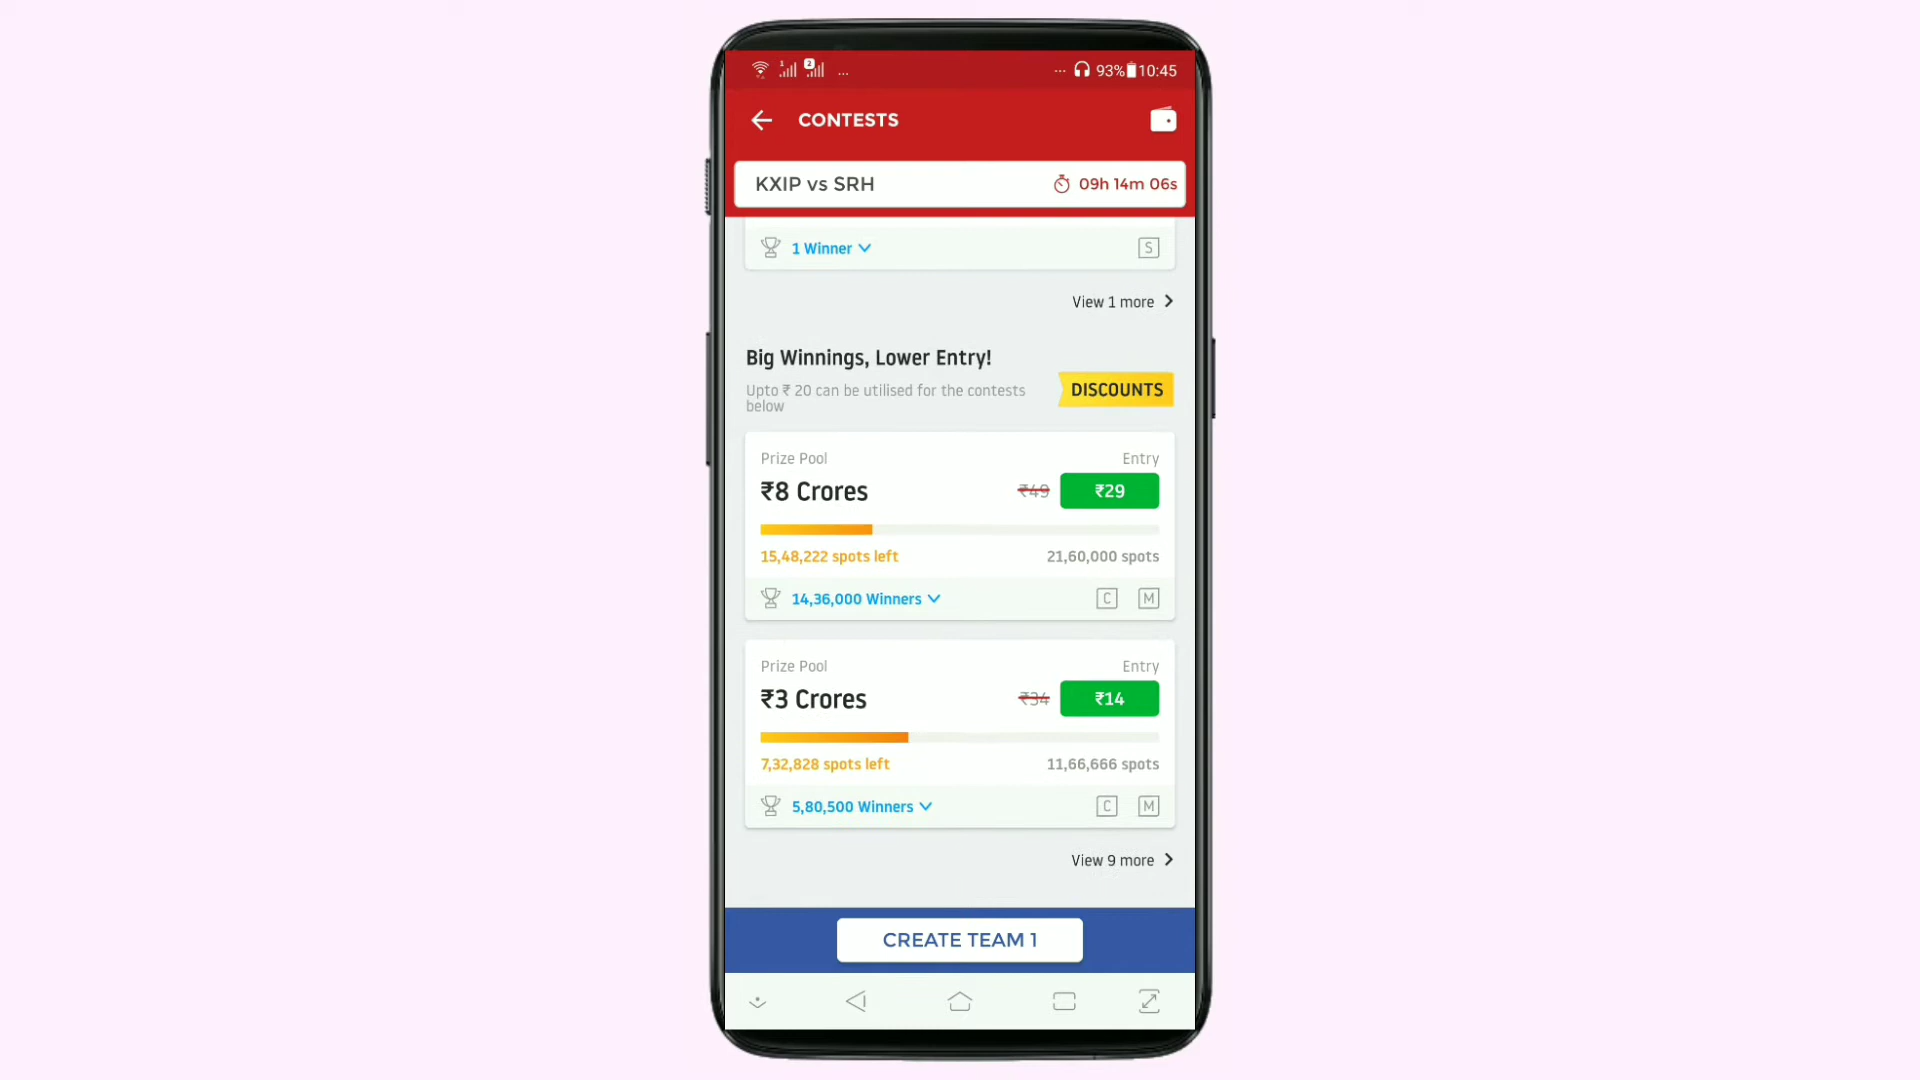 1 2 ... ... 93% 10:45
CONTESTS
KXIP vs SRH 09h 14m 06s
1 Winner S
View 1 more
Big Winnings, Lower Entry!
Upto ₹ 20 can be utilised for the contests
below
DISCOUNTS
Prize Pool Entry
₹8 Crores ₹49 ₹29
15,48,222 spots left 21,60,000 spots
14,36,000 Winners C M
Prize Pool Entry
₹3 Crores ₹34 ₹14
7,32,828 spots left 11,66,666 spots
5,80,500 Winners C M
View 9 more
CREATE TEAM 1